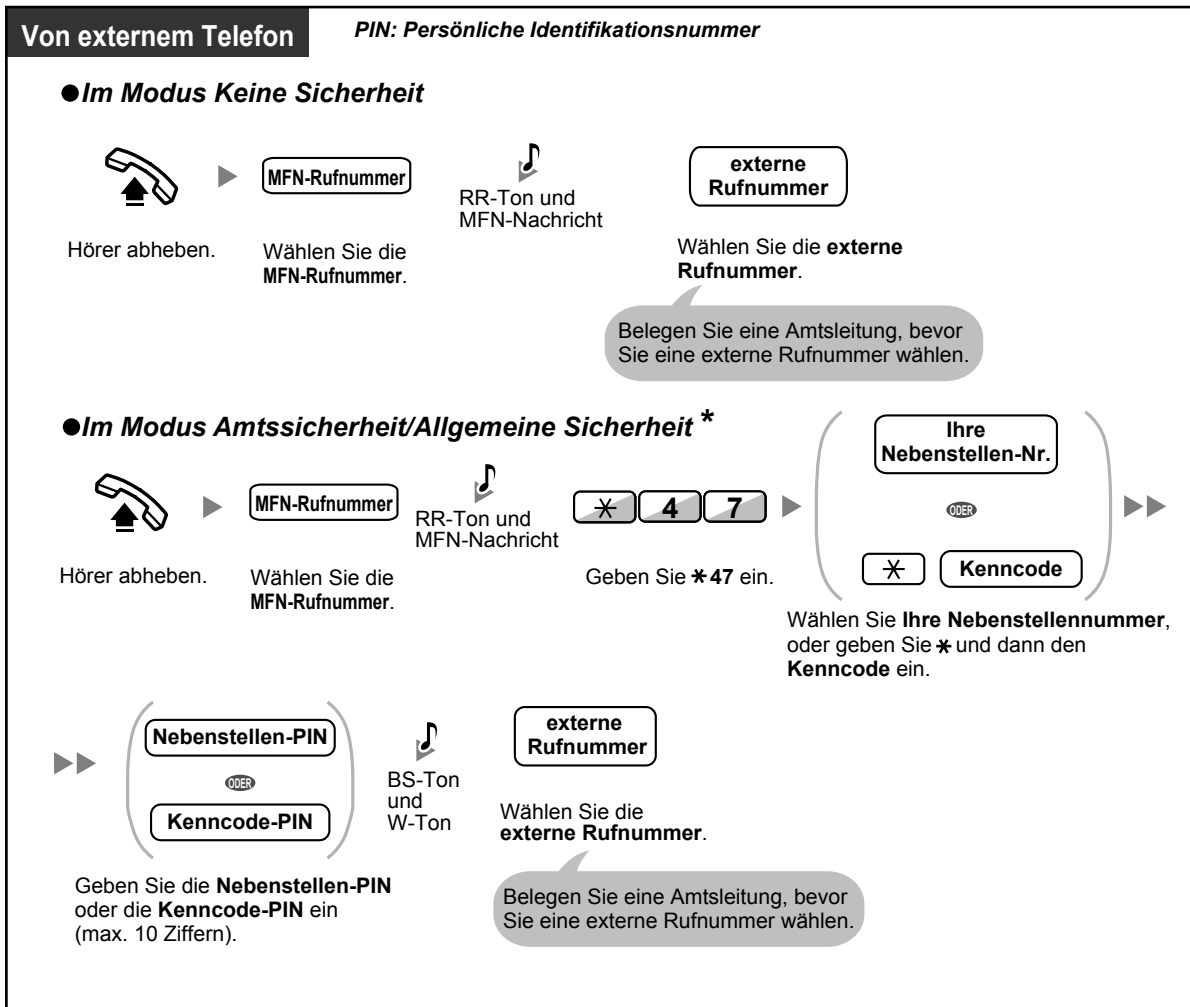 Von externem Telefon
PIN: Persönliche Identifikationsnummer
●Im Modus Keine Sicherheit
MFN-Rufnummer
externe
Rufnummer
RR-Ton und
MFN-Nachricht
Hörer abheben.
Wählen Sie die
MFN-Rufnummer.
Wählen Sie die externe
Rufnummer.
Belegen Sie eine Amtsleitung, bevor
Sie eine externe Rufnummer wählen.
●Im Modus Amtssicherheit/Allgemeine Sicherheit *
MFN-Rufnummer
RR-Ton und
MFN-Nachricht
* 4 7
Ihre
Nebenstellen-Nr.
ODER
* Kenncode
Hörer abheben.
Wählen Sie die
MFN-Rufnummer.
Geben Sie *47 ein.
Wählen Sie Ihre Nebenstellennummer,
oder geben Sie * und dann den
Kenncode ein.
Nebenstellen-PIN
ODER
Kenncode-PIN
BS-Ton
und
W-Ton
externe
Rufnummer
Geben Sie die Nebenstellen-PIN
oder die Kenncode-PIN ein
(max. 10 Ziffern).
Wählen Sie die
externe Rufnummer.
Belegen Sie eine Amtsleitung, bevor
Sie eine externe Rufnummer wählen.